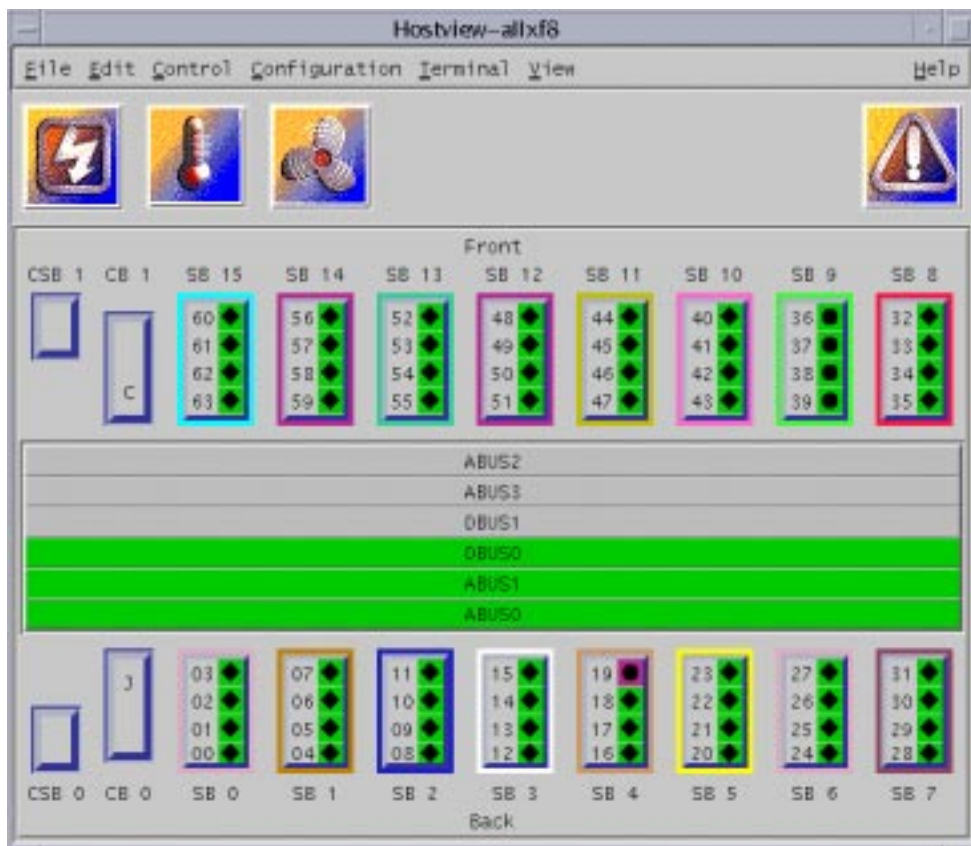 Hostview-allxf8
File Edit Control Configuration Terminal View Help
Front
CSB 1 CB 1 SB 15 SB 14 SB 13 SB 12 SB 11 SB 10 SB 9 SB 8
60 56 52 48 44 40 36 32
61 57 53 49 45 41 37 33
62 58 54 50 46 42 38 34
C 63 59 55 51 47 43 39 35
ABUS2
ABUS3
DBUS1
DBUS0
ABUS1
ABUS0
J 03 07 11 15 19 23 27 31
02 06 10 14 18 22 26 30
01 05 09 13 17 21 25 29
00 04 08 12 16 20 24 28
CSB 0 CB 0 SB 0 SB 1 SB 2 SB 3 SB 4 SB 5 SB 6 SB 7
Back